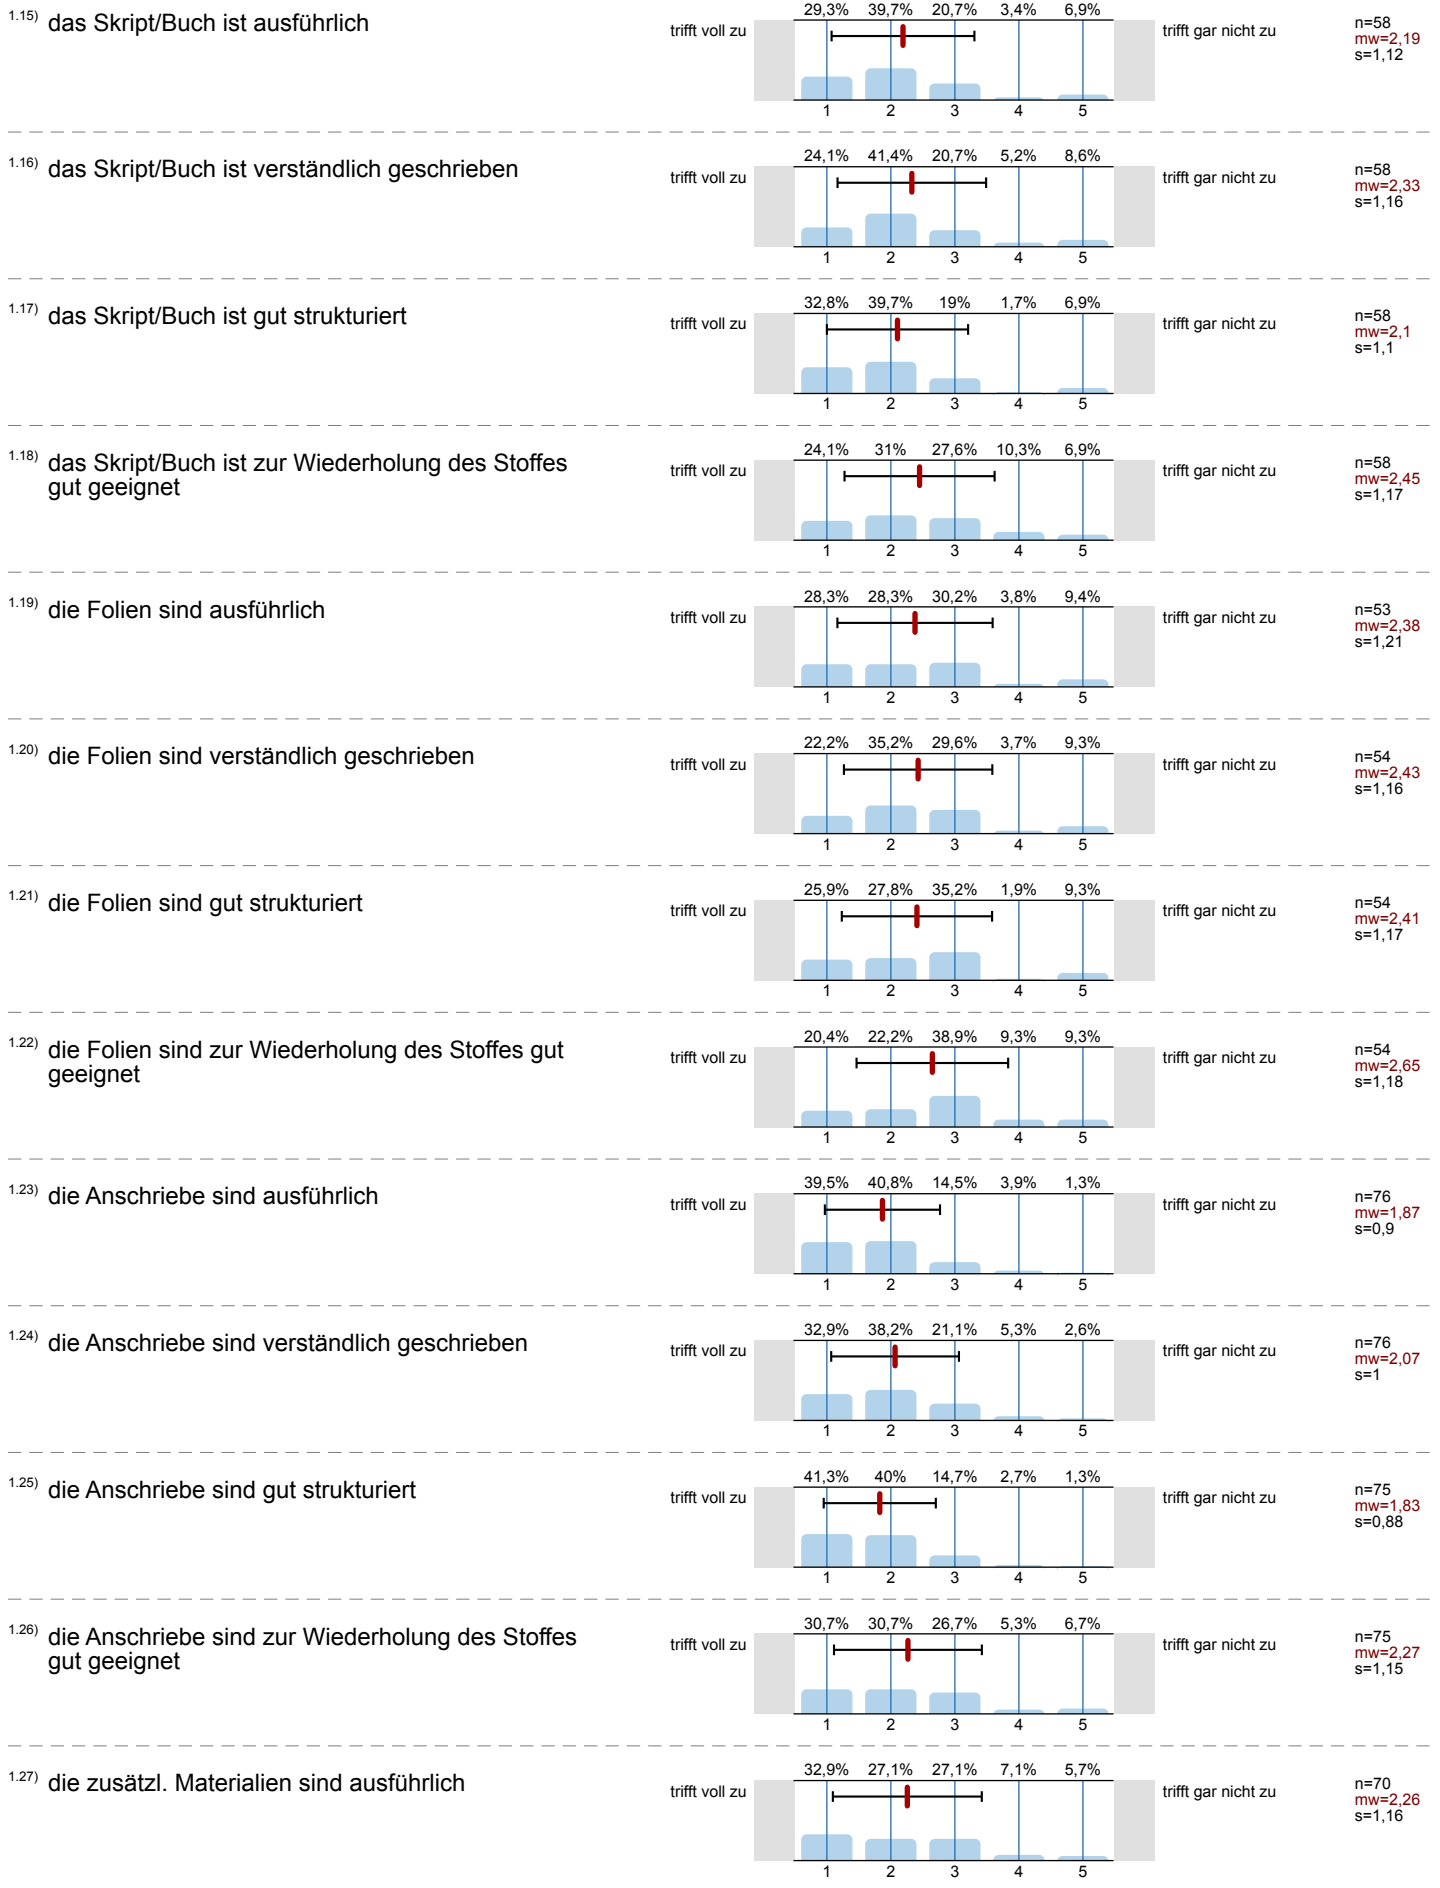 1.15) das Skript/Buch ist ausführlich
trifft voll zu
29,3% 39,7% 20,7% 3,4% 6,9%
1 2 3 4 5
trifft gar nicht zu
n=58
mw=2,19
s=1,12
1.16) das Skript/Buch ist verständlich geschrieben
trifft voll zu
24,1% 41,4% 20,7% 5,2% 8,6%
1 2 3 4 5
trifft gar nicht zu
n=58
mw=2,33
s=1,16
1.17) das Skript/Buch ist gut strukturiert
trifft voll zu
32,8% 39,7% 19% 1,7% 6,9%
1 2 3 4 5
trifft gar nicht zu
n=58
mw=2,1
s=1,1
1.18) das Skript/Buch ist zur Wiederholung des Stoffes
gut geeignet
trifft voll zu
24,1% 31% 27,6% 10,3% 6,9%
1 2 3 4 5
trifft gar nicht zu
n=58
mw=2,45
s=1,17
1.19) die Folien sind ausführlich
trifft voll zu
28,3% 28,3% 30,2% 3,8% 9,4%
1 2 3 4 5
trifft gar nicht zu
n=53
mw=2,38
s=1,21
1.20) die Folien sind verständlich geschrieben
trifft voll zu
22,2% 35,2% 29,6% 3,7% 9,3%
1 2 3 4 5
trifft gar nicht zu
n=54
mw=2,43
s=1,16
1.21) die Folien sind gut strukturiert
trifft voll zu
25,9% 27,8% 35,2% 1,9% 9,3%
1 2 3 4 5
trifft gar nicht zu
n=54
mw=2,41
s=1,17
1.22) die Folien sind zur Wiederholung des Stoffes gut
geeignet
trifft voll zu
20,4% 22,2% 38,9% 9,3% 9,3%
1 2 3 4 5
trifft gar nicht zu
n=54
mw=2,65
s=1,18
1.23) die Anschriebe sind ausführlich
trifft voll zu
39,5% 40,8% 14,5% 3,9% 1,3%
1 2 3 4 5
trifft gar nicht zu
n=76
mw=1,87
s=0,9
1.24) die Anschriebe sind verständlich geschrieben
trifft voll zu
32,9% 38,2% 21,1% 5,3% 2,6%
1 2 3 4 5
trifft gar nicht zu
n=76
mw=2,07
s=1
1.25) die Anschriebe sind gut strukturiert
trifft voll zu
41,3% 40% 14,7% 2,7% 1,3%
1 2 3 4 5
trifft gar nicht zu
n=75
mw=1,83
s=0,88
1.26) die Anschriebe sind zur Wiederholung des Stoffes
gut geeignet
trifft voll zu
30,7% 30,7% 26,7% 5,3% 6,7%
1 2 3 4 5
trifft gar nicht zu
n=75
mw=2,27
s=1,15
1.27) die zusätzl. Materialien sind ausführlich
trifft voll zu
32,9% 27,1% 27,1% 7,1% 5,7%
1 2 3 4 5
trifft gar nicht zu
n=70
mw=2,26
s=1,16